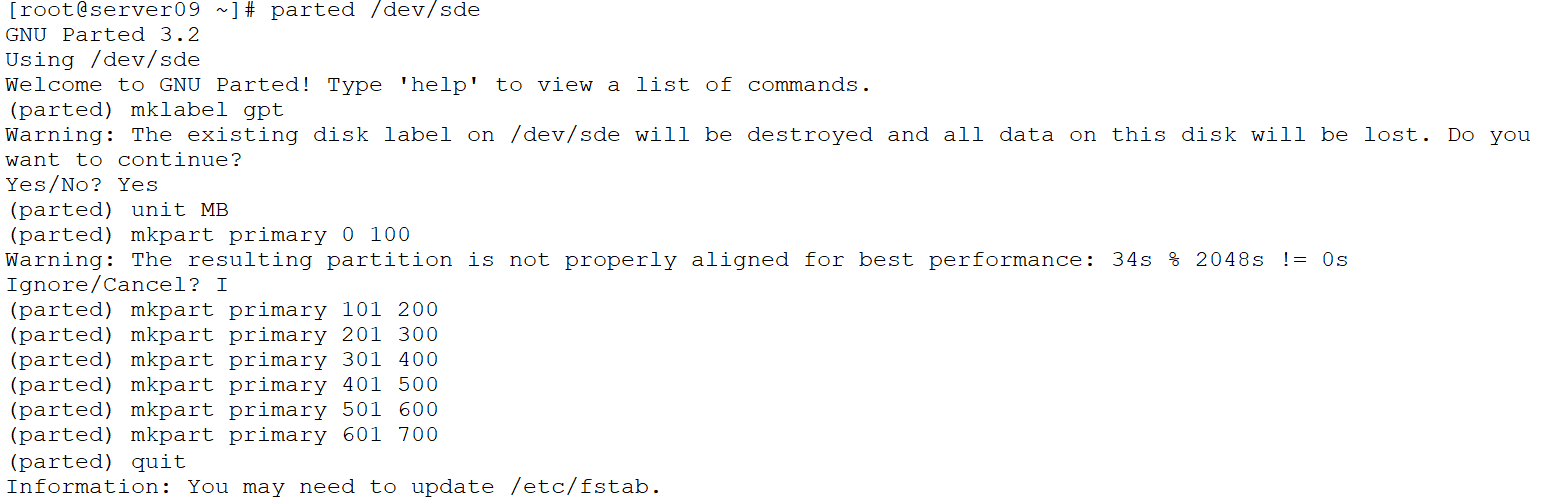 [root@server09 ~]# parted /dev/sde
GNU Parted 3.2
Using /dev/sde
Welcome to GNU Parted! Type 'help' to view a list of commands.
(parted) mklabel gpt
Warning: The existing disk label on /dev/sde will be destroyed and all data on this disk will be lost. Do you
want to continue?
Yes/No? Yes
(parted) unit MB
(parted) mkpart primary 0 100
Warning: The resulting partition is not properly aligned for best performance: 34s % 2048s != 0s
Ignore/Cancel? I
(parted) mkpart primary 101 200
(parted) mkpart primary 201 300
(parted) mkpart primary 301 400
(parted) mkpart primary 401 500
(parted) mkpart primary 501 600
(parted) mkpart primary 601 700
(parted) quit
Information: You may need to update /etc/fstab.